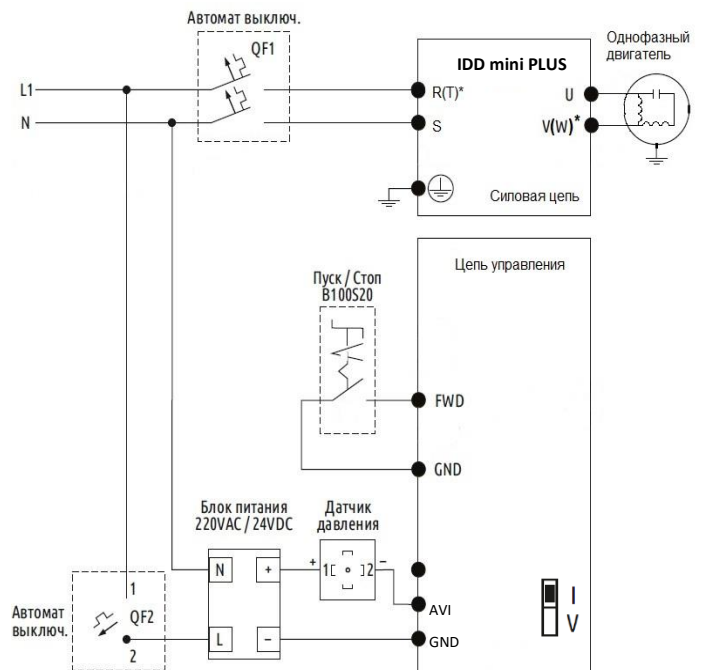 Автомат выключ.
QF1
IDD mini PLUS
Однофазный
двигатель
L1
R(T)*
U
N
S
V(W)*
Силовая цепь
Цепь управления
Пуск / Стоп
B100S20
FWD
GND
Блок питания
220VAC / 24VDC
Датчик
давления
N
+
+
1
2
−
1
I
Автомат
выключ.
QF2
AVI
V
L
−
GND
2